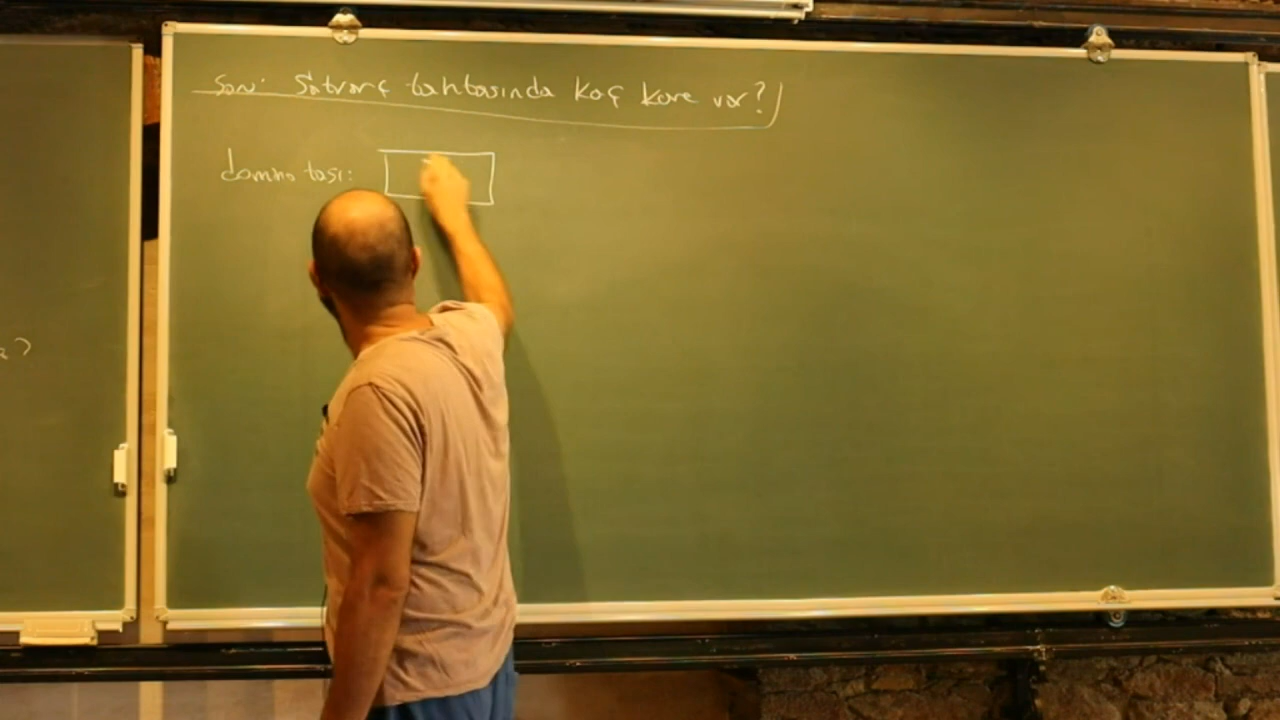 Soru: Satranç tahtasında kaç kare var?
domino taşı:
?